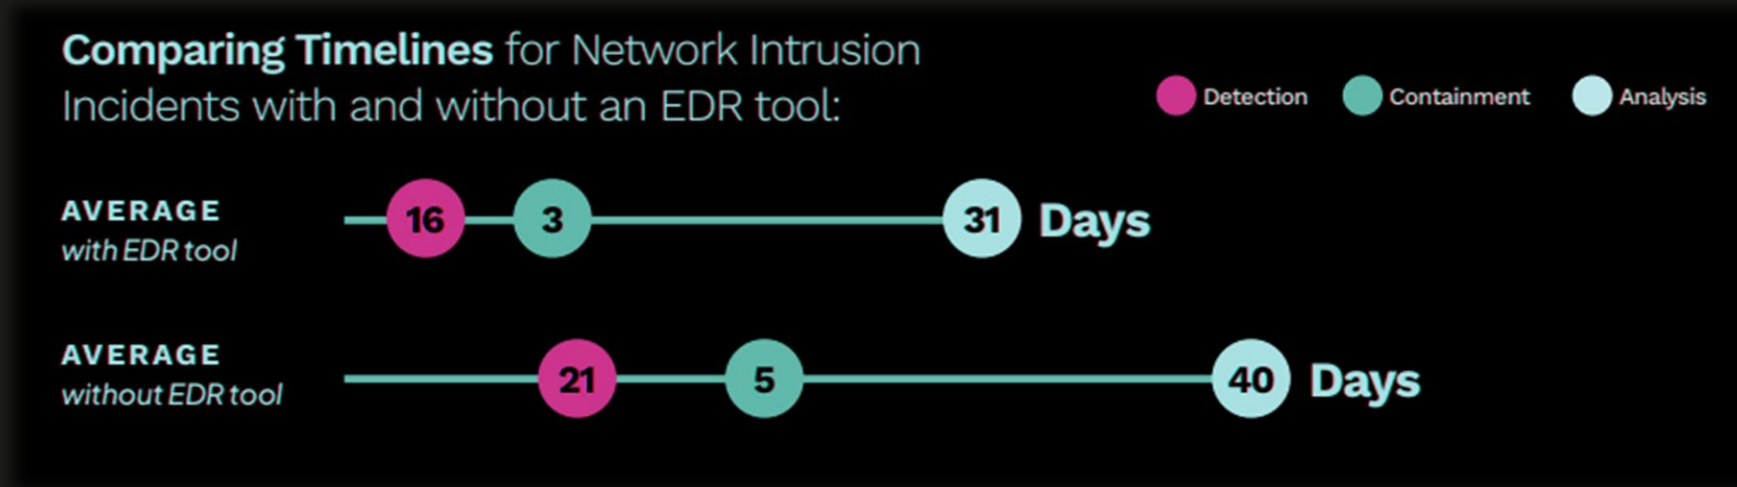 Comparing Timelines for Network Intrusion
Incidents with and without an EDR tool:
Detection Containment Analysis
AVERAGE
with EDR tool
16 3 31 Days
AVERAGE
without EDR tool
21 5 40 Days